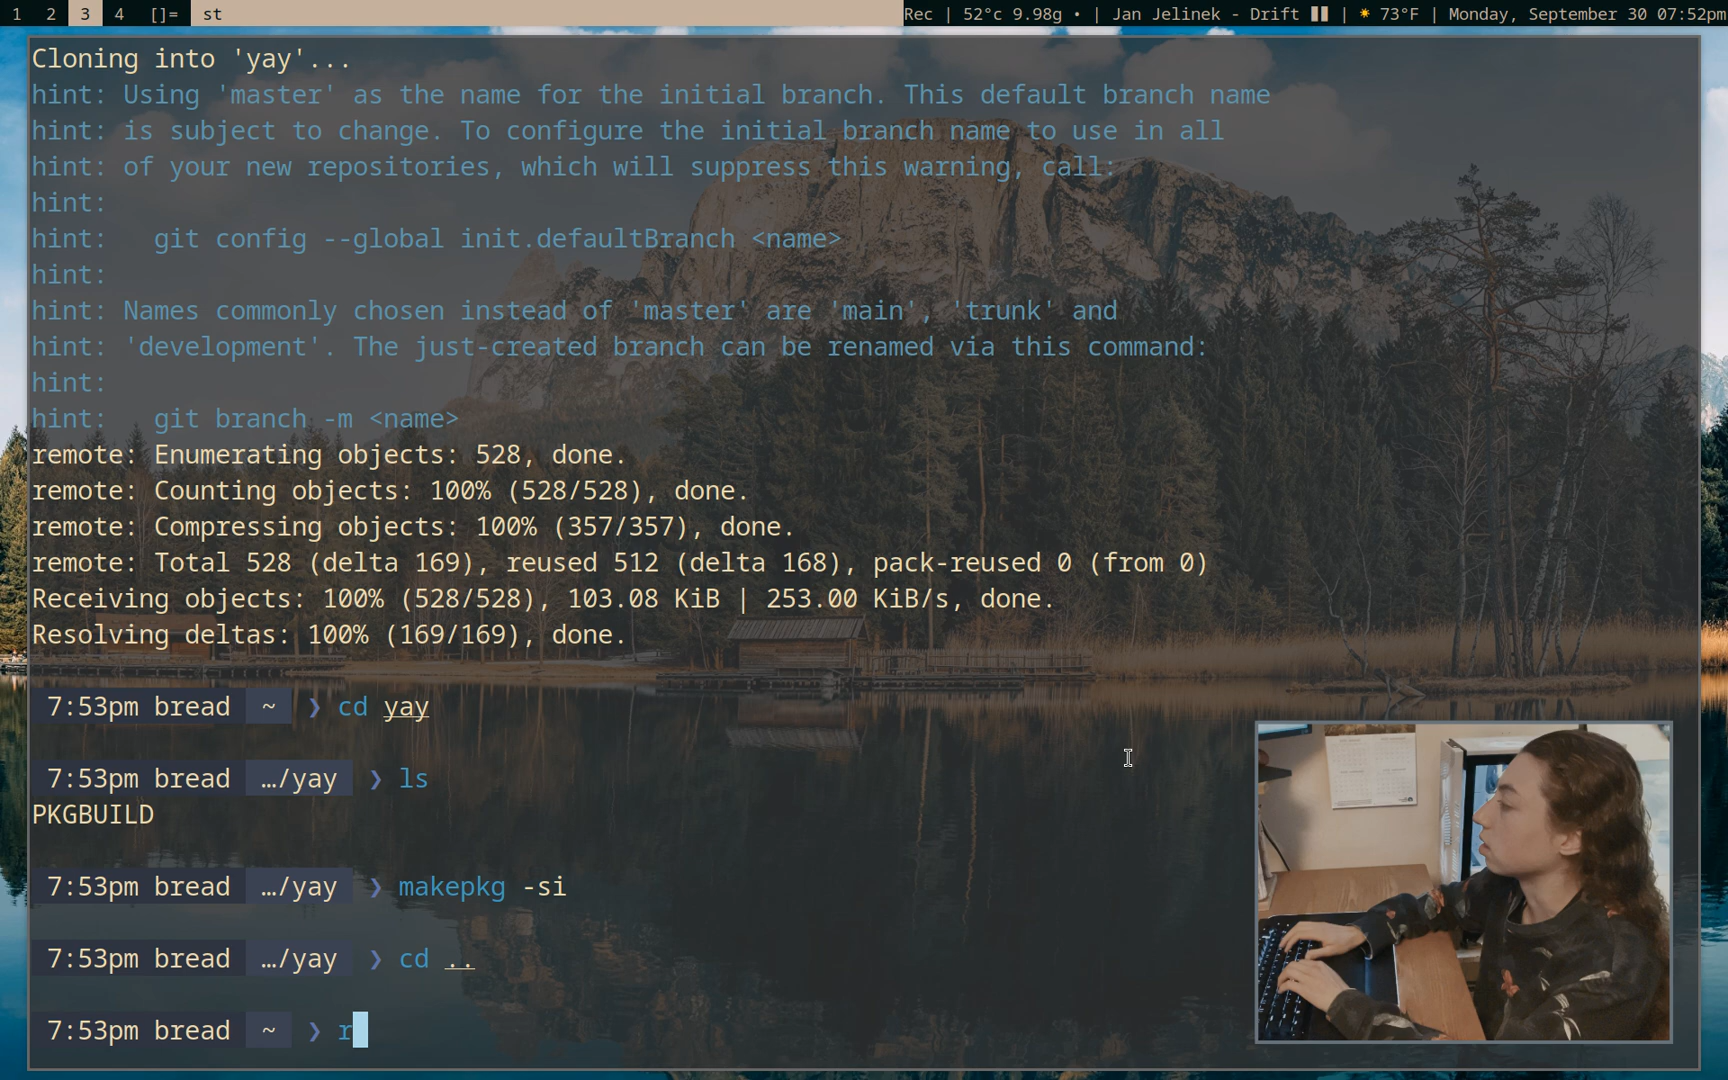 1 2 3 4 []= st Rec | 52°c 9.98g • | Jan Jelinek - Drift | 73°F | Monday, September 30 07:52pm
Cloning into 'yay'...
hint: Using 'master' as the name for the initial branch. This default branch name
hint: is subject to change. To configure the initial branch name to use in all
hint: of your new repositories, which will suppress this warning, call:
hint:
hint:   git config --global init.defaultBranch <name>
hint:
hint: Names commonly chosen instead of 'master' are 'main', 'trunk' and
hint: 'development'. The just-created branch can be renamed via this command:
hint:
hint:   git branch -m <name>
remote: Enumerating objects: 528, done.
remote: Counting objects: 100% (528/528), done.
remote: Compressing objects: 100% (357/357), done.
remote: Total 528 (delta 169), reused 512 (delta 168), pack-reused 0 (from 0)
Receiving objects: 100% (528/528), 103.08 KiB | 253.00 KiB/s, done.
Resolving deltas: 100% (169/169), done.
7:53pm bread ~ ❯ cd yay
7:53pm bread …/yay ❯ ls
PKGBUILD
7:53pm bread …/yay ❯ makepkg -si
7:53pm bread …/yay ❯ cd ..
7:53pm bread ~ ❯ r